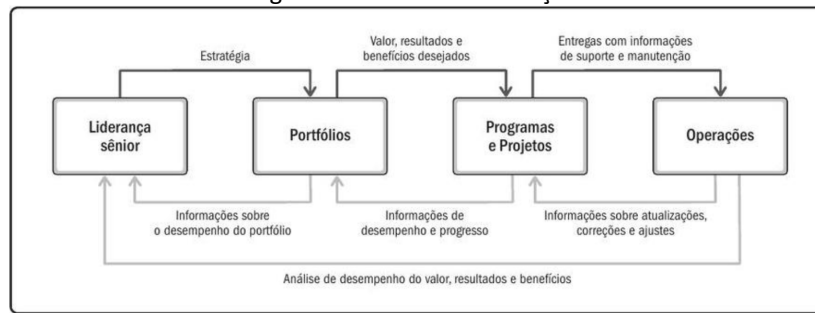 Estratégia
Valor, resultados e
benefícios desejados
Entregas com informações
de suporte e manutenção
Liderança
sênior
Portfólios
Programas
e Projetos
Operações
Informações sobre
o desempenho do portfólio
Informações de
desempenho e progresso
Informações sobre atualizações,
correções e ajustes
Análise de desempenho do valor, resultados e benefícios